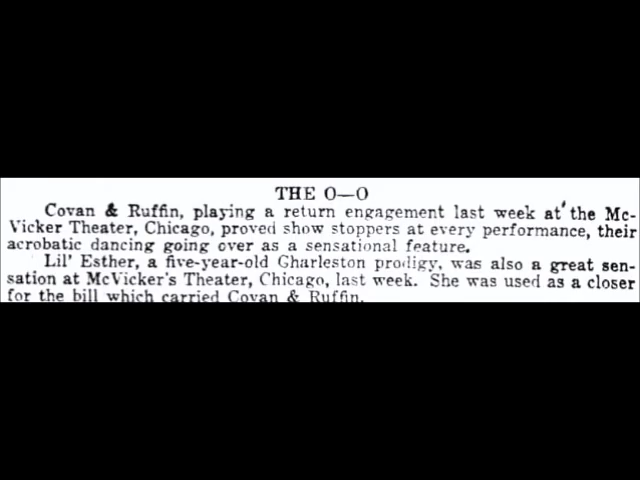 THE O—O
Covan & Ruffin, playing a return engagement last week at the Mc-
Vicker Theater, Chicago, proved show stoppers at every performance, their
acrobatic dancing going over as a sensational feature.
Lil' Esther, a five-year-old Gharleston prodigy, was also a great sen-
sation at McVicker's Theater, Chicago, last week. She was used as a closer
for the bill which carried Covan & Ruffin.